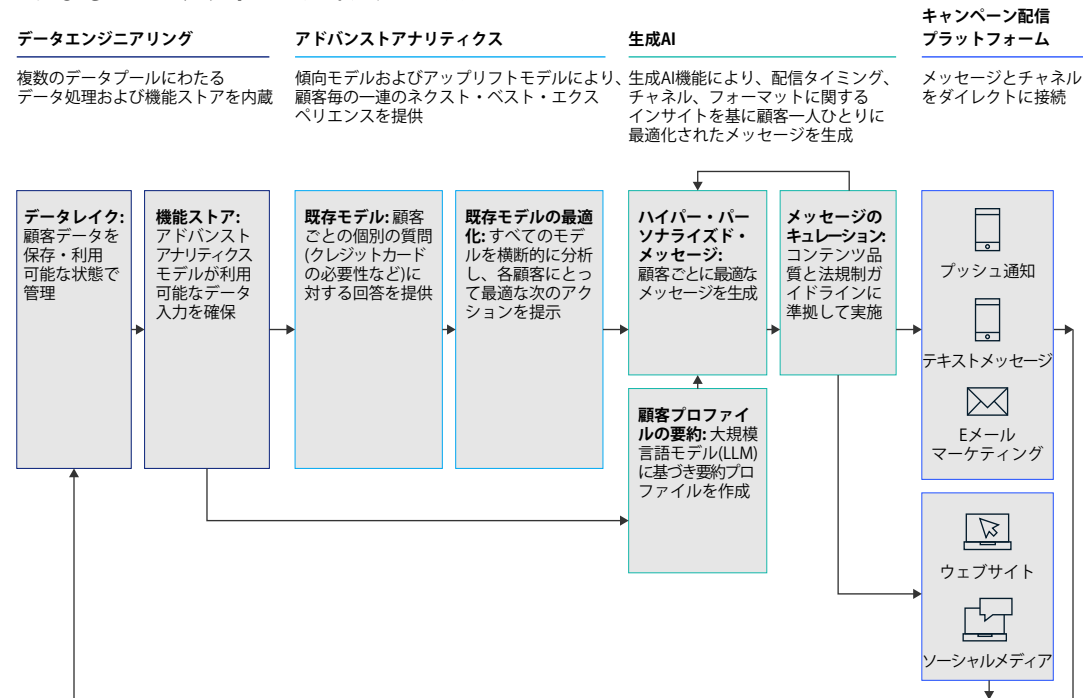 データエンジニアリング
複数のデータプールにわたる
データ処理および機能ストアを内蔵
アドバンストアナリティクス
傾向モデルおよびアップリフトモデルにより、
顧客毎の一連のネクスト・ベスト・エクス
ペリエンスを提供
生成AI
生成AI機能により、配信タイミング、
チャネル、フォーマットに関する
インサイトを基に顧客一人ひとりに
最適化されたメッセージを生成
キャンペーン配信
プラットフォーム
メッセージとチャネル
をダイレクトに接続
データレイク:
顧客データを
保存・利用
可能な状態で
管理
機能ストア:
アドバンスト
アナリティクス
モデルが利用
可能なデータ
入力を確保
既存モデル: 顧客
ごとの個別の質問
(クレジットカード
の必要性など)に
対する回答を提供
既存モデルの最適
化: すべてのモデ
ルを横断的に分析
し、各顧客にとっ
て最適な次のアク
ションを提示
ハイパー・パー
ソナライズド・
メッセージ:
顧客ごとに最適な
メッセージを生成
メッセージの
キュレーション:
コンテンツ品
質と法規制ガ
イドラインに
準拠して実施
顧客プロファイ
ルの要約: 大規模
言語モデル(LLM)
に基づき要約プロ
ファイルを作成
プッシュ通知
テキストメッセージ
Eメール
マーケティング
ウェブサイト
ソーシャルメディア